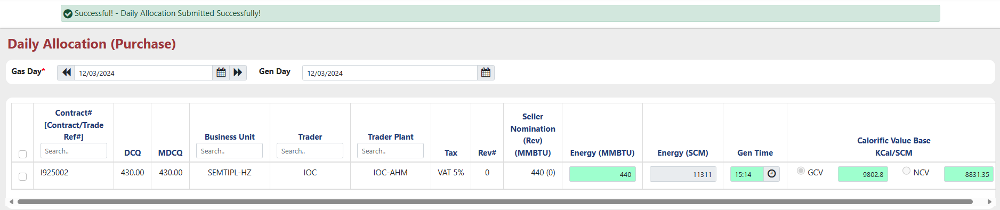 Successful! - Daily Allocation Submitted Successfully!
Daily Allocation (Purchase)
Gas Day* 12/03/2024 Gen Day 12/03/2024
Contract# [Contract/Trade Ref#] Search..
DCQ
MDCQ
Business Unit Search..
Trader Search..
Trader Plant Search..
Tax
Rev#
Seller Nomination (Rev) (MMBTU)
Energy (MMBTU)
Energy (SCM)
Gen Time
Calorific Value Base KCal/SCM
I925002 430.00 430.00 SEMTIPL-HZ IOC IOC-AHM VAT 5% 0 440 (0) 440 11311 15:14 GCV 9802.8 NCV 8831.35